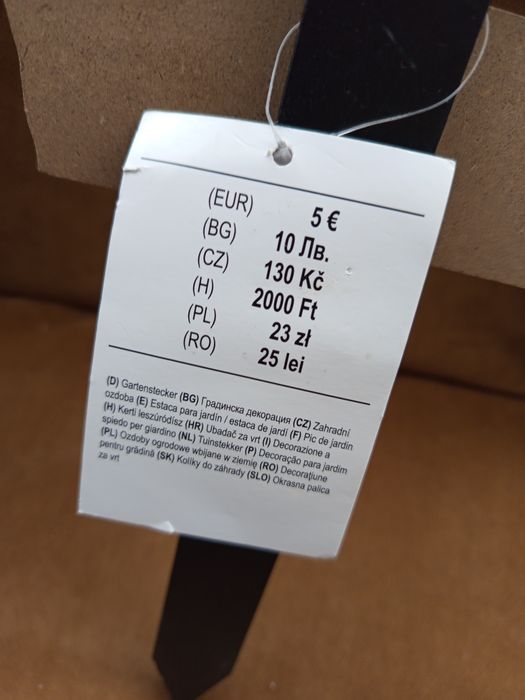 (EUR) 5 €
(BG) 10 Лв.
(CZ) 130 Kč
(H) 2000 Ft
(PL) 23 zł
(RO) 25 lei
(D) Gartenstecker (BG) Градинска декорация (CZ) Zahradní
ozdoba (E) Estaca para jardín / estaca de jardí (F) Pic de jardin
(H) Kerti leszúródísz (HR) Ubadač za vrt (I) Decorazione a
spiedo per giardino (NL) Tuinstekker (P) Decoração para jardim
(PL) Ozdoby ogrodowe wbijane w ziemię (RO) Decorațiune
pentru grădină (SK) Kolíky do záhrady (SLO) Okrasna palica
za vrt